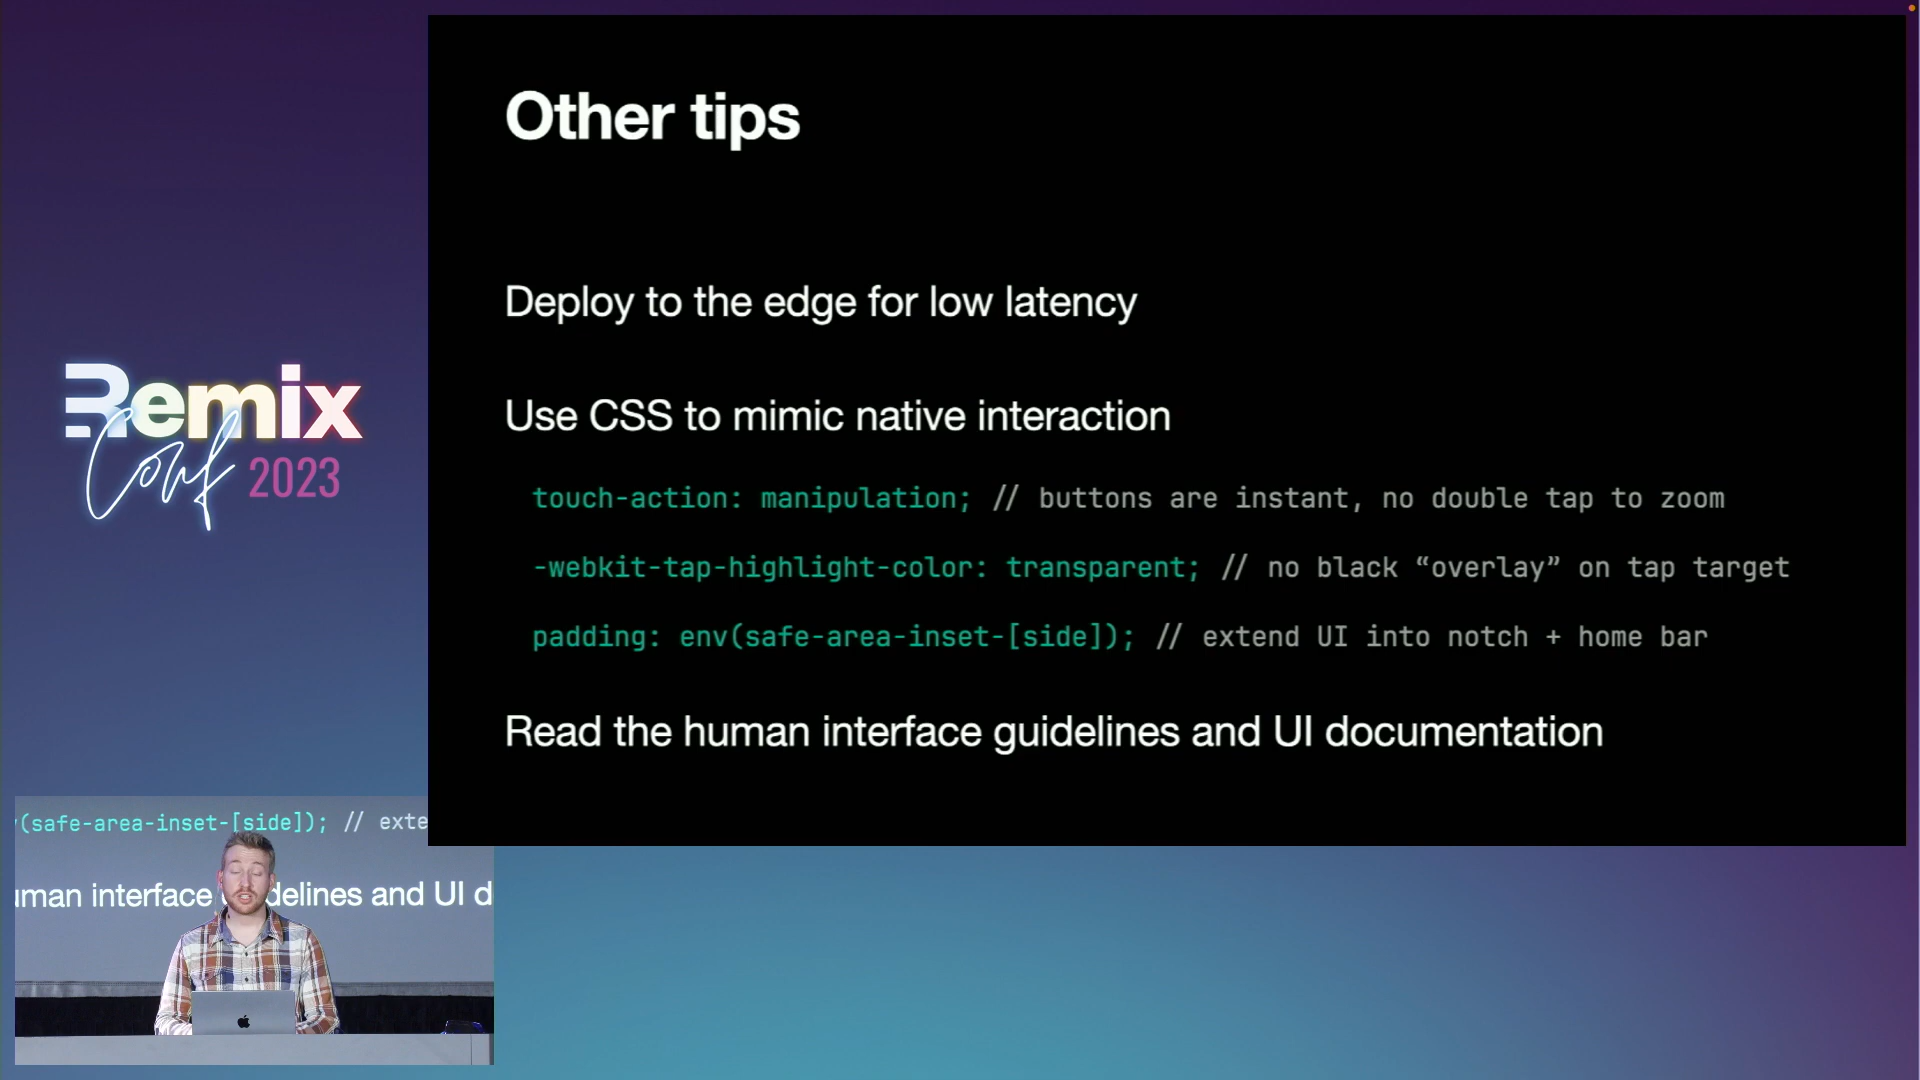 Other tips
Deploy to the edge for low latency
Use CSS to mimic native interaction
touch-action: manipulation; // buttons are instant, no double tap to zoom
-webkit-tap-highlight-color: transparent; // no black “overlay” on tap target
padding: env(safe-area-inset-[side]); // extend UI into notch + home bar
Read the human interface guidelines and UI documentation
Remix
Conf 2023
(safe-area-inset-[side]); // exte
uman interface delines and UI d